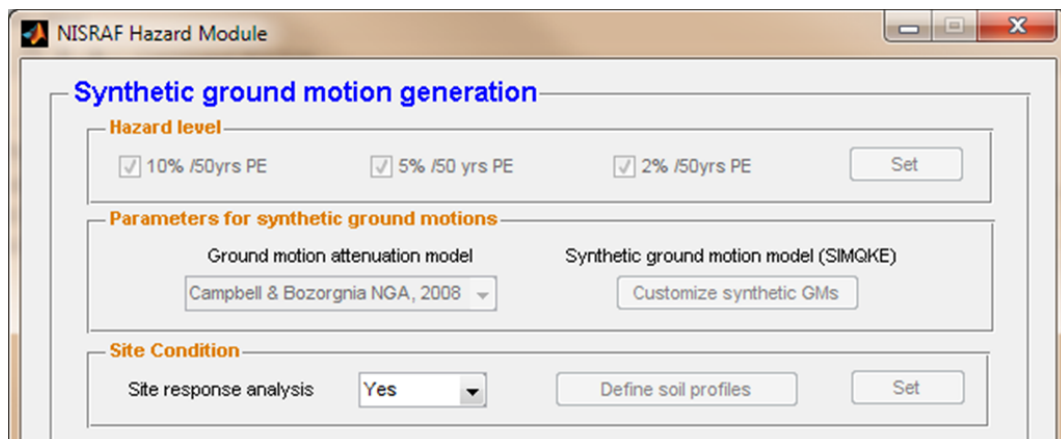 NISRAF Hazard Module
Synthetic ground motion generation
Hazard level
10% /50yrs PE 5% /50 yrs PE 2% /50yrs PE Set
Parameters for synthetic ground motions
Ground motion attenuation model Synthetic ground motion model (SIMQKE)
Campbell & Bozorgnia NGA, 2008 Customize synthetic GMs
Site Condition
Site response analysis Yes Define soil profiles Set